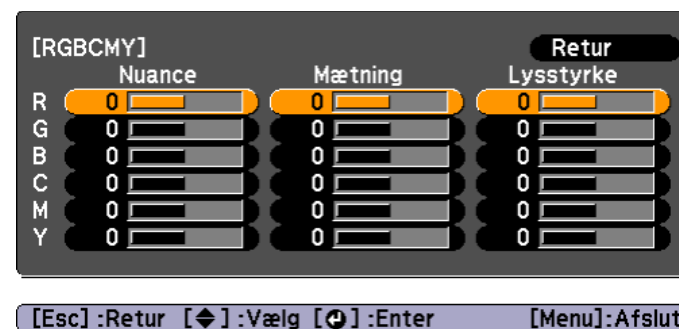 [RGBCMY] Retur
Nuance Mætning Lysstyrke
R 0 0 0
G 0 0 0
B 0 0 0
C 0 0 0
M 0 0 0
Y 0 0 0
[Esc] :Retur [◆] :Vælg [⏎] :Enter [Menu]:Afslut